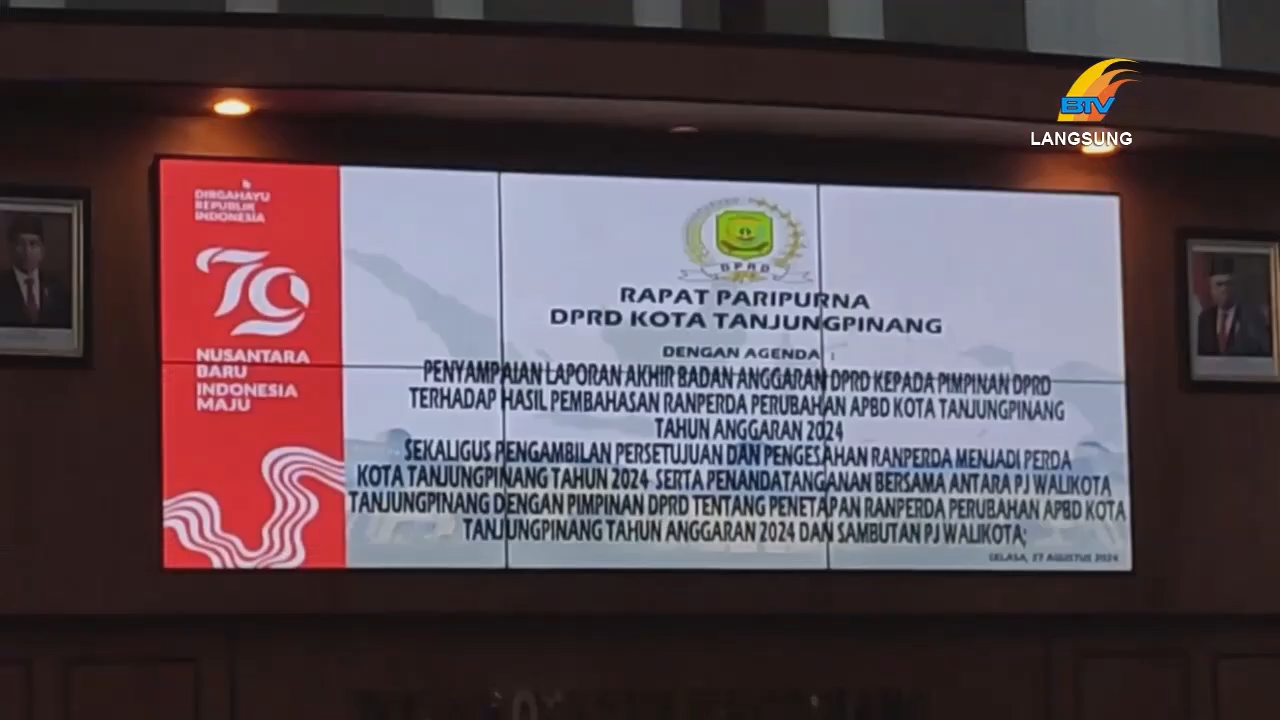 BTV
LANGSUNG
DIRGAHAYU
REPUBLIK
INDONESIA
79
NUSANTARA
BARU
INDONESIA
MAJU
DPRD
RAPAT PARIPURNA
DPRD KOTA TANJUNGPINANG
DENGAN AGENDA :
PENYAMPAIAN LAPORAN AKHIR BADAN ANGGARAN DPRD KEPADA PIMPINAN DPRD
TERHADAP HASIL PEMBAHASAN RANPERDA PERUBAHAN APBD KOTA TANJUNGPINANG
TAHUN ANGGARAN 2024
SEKALIGUS PENGAMBILAN PERSETUJUAN DAN PENGESAHAN RANPERDA MENJADI PERDA
KOTA TANJUNGPINANG TAHUN 2024 SERTA PENANDATANGANAN BERSAMA ANTARA PJ WALIKOTA
TANJUNGPINANG DENGAN PIMPINAN DPRD TENTANG PENETAPAN RANPERDA PERUBAHAN APBD KOTA
TANJUNGPINANG TAHUN ANGGARAN 2024 DAN SAMBUTAN PJ WALIKOTA;
SELASA, 27 AGUSTUS 2024